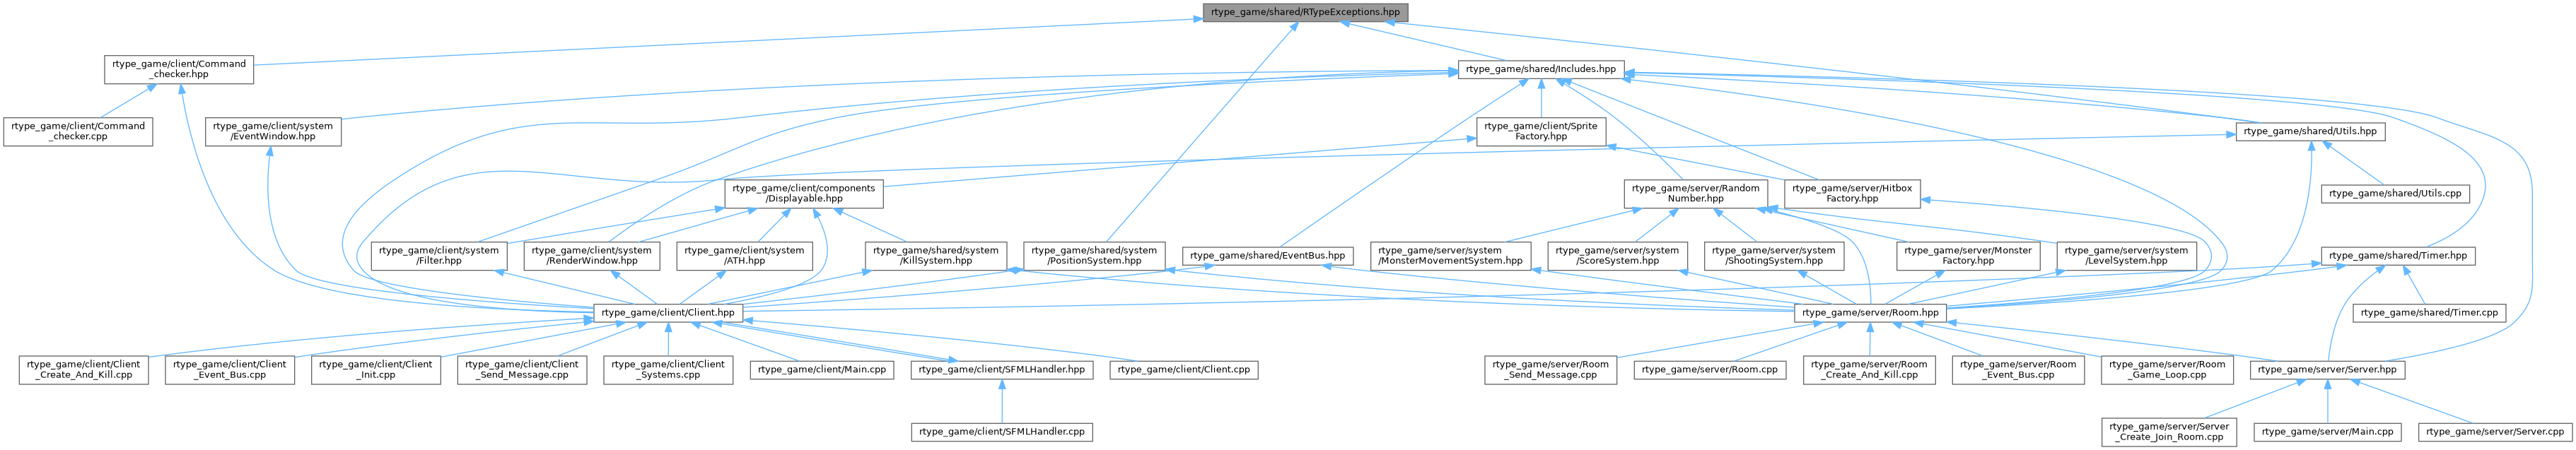 rtype_game/shared/RTypeExceptions.hpp
rtype_game/client/Command
_checker.hpp
rtype_game/shared/Includes.hpp
rtype_game/client/Command
_checker.cpp
rtype_game/client/system
/EventWindow.hpp
rtype_game/client/Sprite
Factory.hpp
rtype_game/shared/Utils.hpp
rtype_game/client/components
/Displayable.hpp
rtype_game/server/Random
Number.hpp
rtype_game/server/Hitbox
Factory.hpp
rtype_game/shared/Utils.cpp
rtype_game/client/system
/Filter.hpp
rtype_game/client/system
/RenderWindow.hpp
rtype_game/client/system
/ATH.hpp
rtype_game/shared/system
/KillSystem.hpp
rtype_game/shared/system
/PositionSystem.hpp
rtype_game/shared/EventBus.hpp
rtype_game/server/system
/MonsterMovementSystem.hpp
rtype_game/server/system
/ScoreSystem.hpp
rtype_game/server/system
/ShootingSystem.hpp
rtype_game/server/Monster
Factory.hpp
rtype_game/server/system
/LevelSystem.hpp
rtype_game/shared/Timer.hpp
rtype_game/client/Client.hpp
rtype_game/server/Room.hpp
rtype_game/shared/Timer.cpp
rtype_game/client/Client
_Create_And_Kill.cpp
rtype_game/client/Client
_Event_Bus.cpp
rtype_game/client/Client
_Init.cpp
rtype_game/client/Client
_Send_Message.cpp
rtype_game/client/Client
_Systems.cpp
rtype_game/client/Main.cpp
rtype_game/client/SFMLHandler.hpp
rtype_game/client/Client.cpp
rtype_game/server/Room
_Send_Message.cpp
rtype_game/server/Room.cpp
rtype_game/server/Room
_Create_And_Kill.cpp
rtype_game/server/Room
_Event_Bus.cpp
rtype_game/server/Room
_Game_Loop.cpp
rtype_game/server/Server.hpp
rtype_game/client/SFMLHandler.cpp
rtype_game/server/Server
_Create_Join_Room.cpp
rtype_game/server/Main.cpp
rtype_game/server/Server.cpp